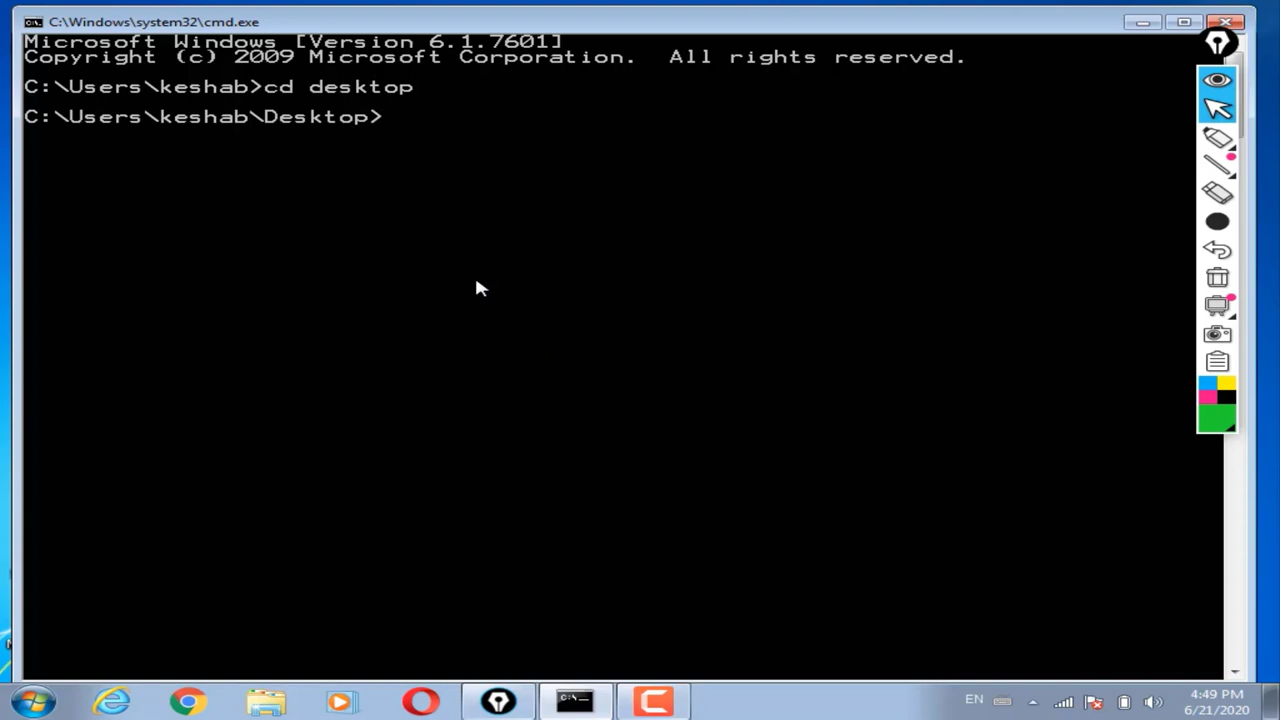 C:\Windows\system32\cmd.exe
Microsoft Windows [Version 6.1.7601]
Copyright (c) 2009 Microsoft Corporation.  All rights reserved.
C:\Users\keshab>cd desktop
C:\Users\keshab\Desktop>
EN
4:49 PM
6/21/2020